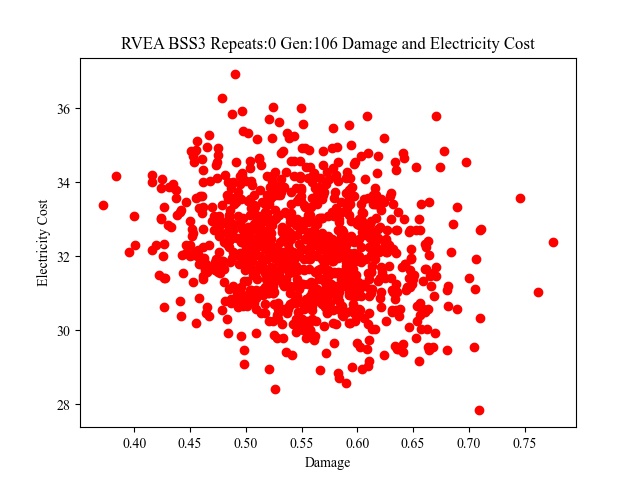 RVEA BSS3 Repeats:0 Gen:106 Damage and Electricity Cost
36
34
32
30
28
Electricity Cost
0.40 0.45 0.50 0.55 0.60 0.65 0.70 0.75
Damage